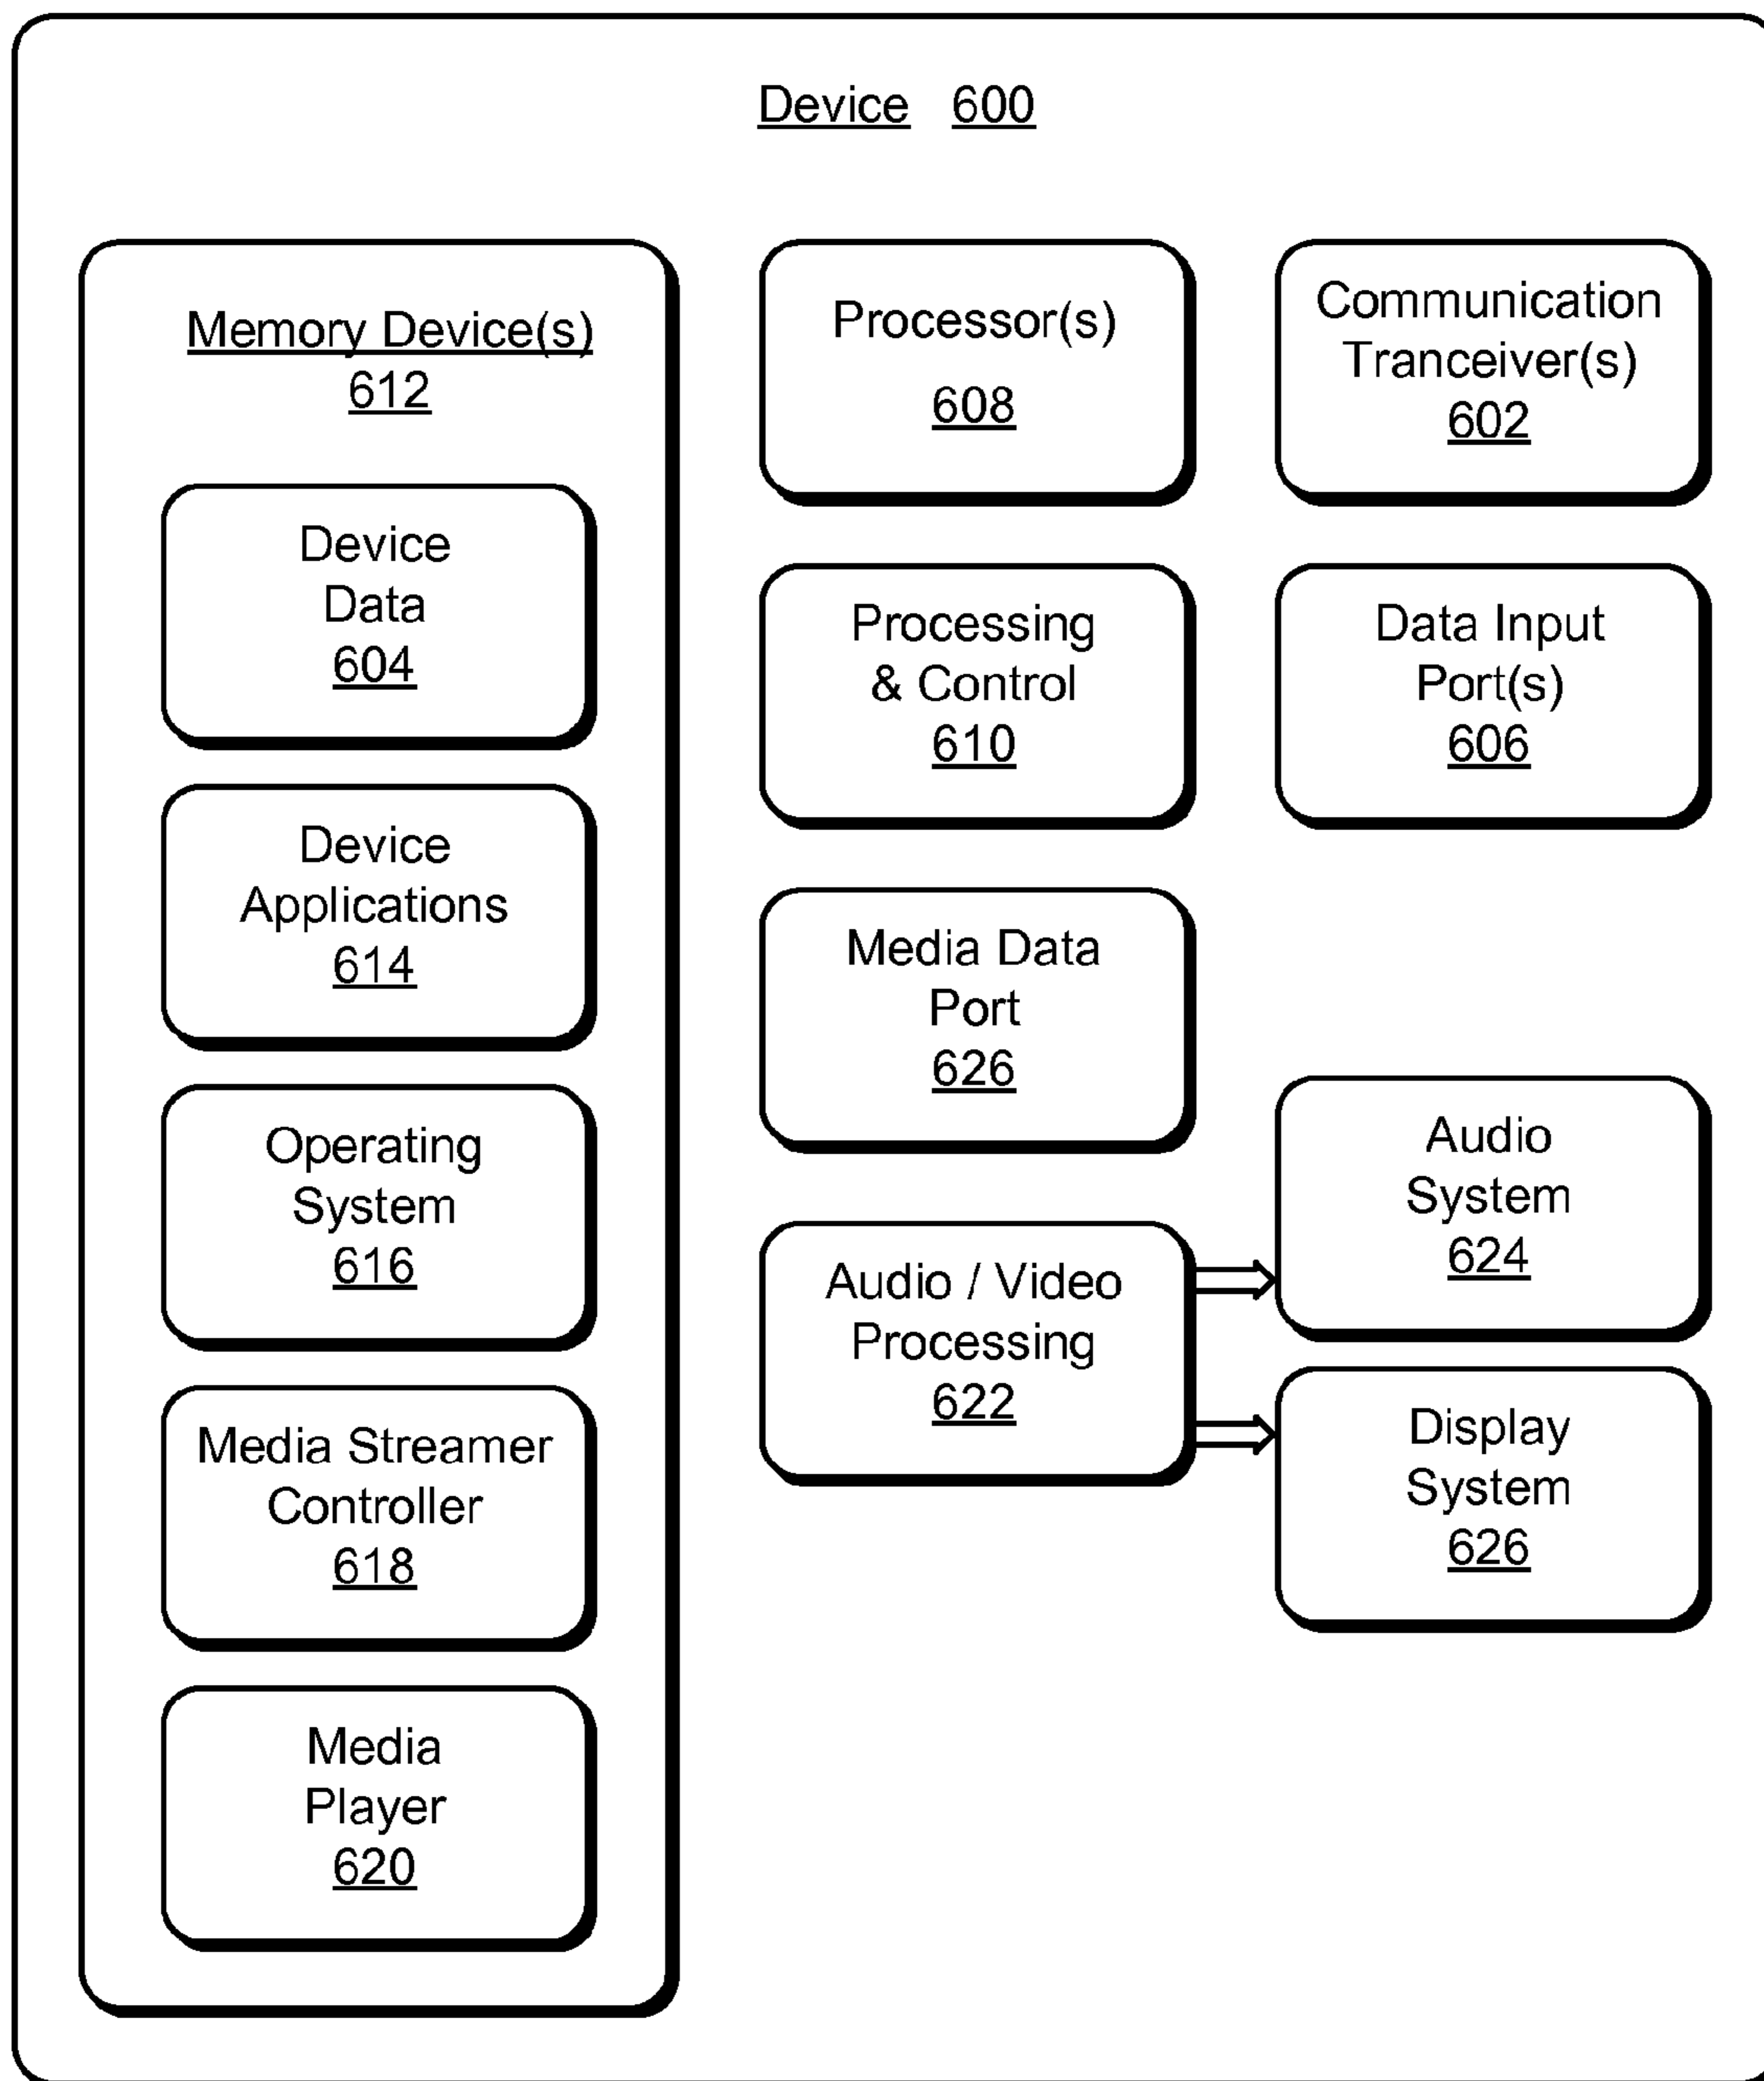 Device 600
Memory Device(s)
612
Device
Data
604
Device
Applications
614
Operating
System
616
Media Streamer
Controller
618
Media
Player
620
Processor(s)
608
Processing
& Control
610
Media Data
Port
626
Audio / Video
Processing
622
Communication
Tranceiver(s)
602
Data Input
Port(s)
606
Audio
System
624
Display
System
626